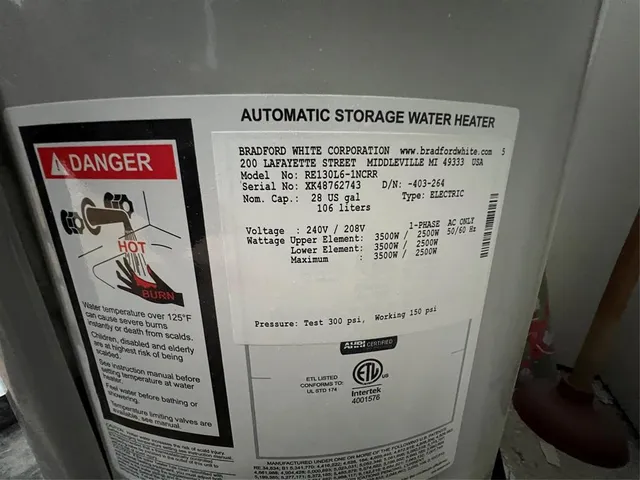 AUTOMATIC STORAGE WATER HEATER
BRADFORD WHITE CORPORATION www.bradfordwhite.com 5
200 LAFAYETTE STREET MIDDLEVILLE MI 49333 USA
Model No: RE130L6-1NCRR
Serial No: XK48762743 D/N: -403-264
Nom. Cap.: 28 US gal Type: ELECTRIC
106 liters
Voltage : 240V / 208V 1-PHASE AC ONLY 50/60 Hz
Wattage Upper Element: 3500W / 2500W
Lower Element: 3500W / 2500W
Maximum : 3500W / 2500W
Pressure: Test 300 psi, Working 150 psi
DANGER
HOT
BURN
Water temperature over 125°F
can cause severe burns
instantly or death from scalds.
Children, disabled and elderly
are at highest risk of being
scalded.
See instruction manual before
setting temperature at water
heater.
Feel water before bathing or
showering.
Temperature limiting valves are
available, see manual.
AHRI CERTIFIED
ETL LISTED
CONFORMS TO:
UL STD 174
ETL
US
Intertek
4001576